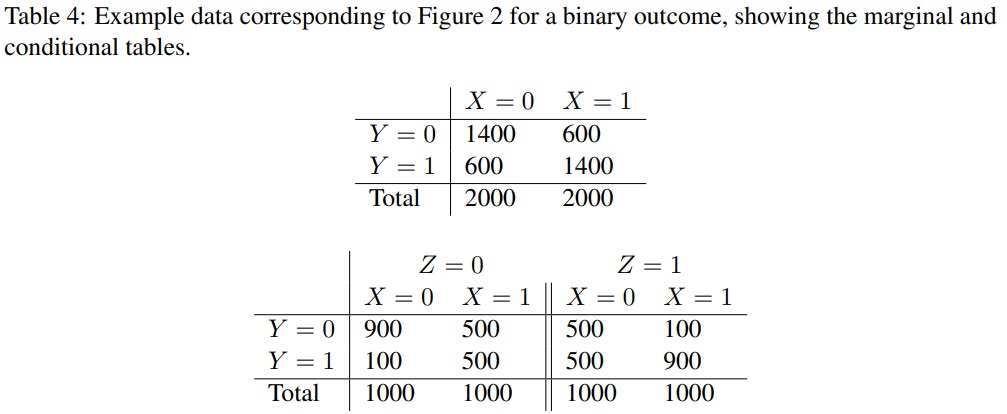 Table 4: Example data corresponding to Figure 2 for a binary outcome, showing the marginal and
conditional tables.
X = 0 X = 1
Y = 0 1400 600
Y = 1 600 1400
Total 2000 2000
Z = 0 Z = 1
X = 0 X = 1 X = 0 X = 1
Y = 0 900 500 500 100
Y = 1 100 500 500 900
Total 1000 1000 1000 1000